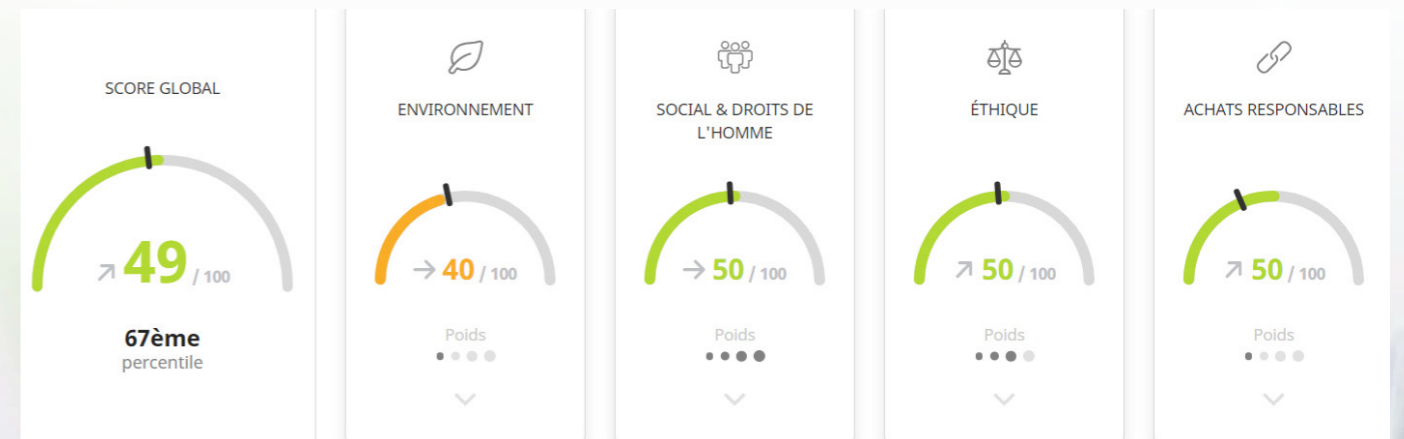 SCORE GLOBAL
49 / 100
67ème
percentile
ENVIRONNEMENT
40 / 100
Poids
SOCIAL & DROITS DE
L'HOMME
50 / 100
Poids
ÉTHIQUE
50 / 100
Poids
ACHATS RESPONSABLES
50 / 100
Poids